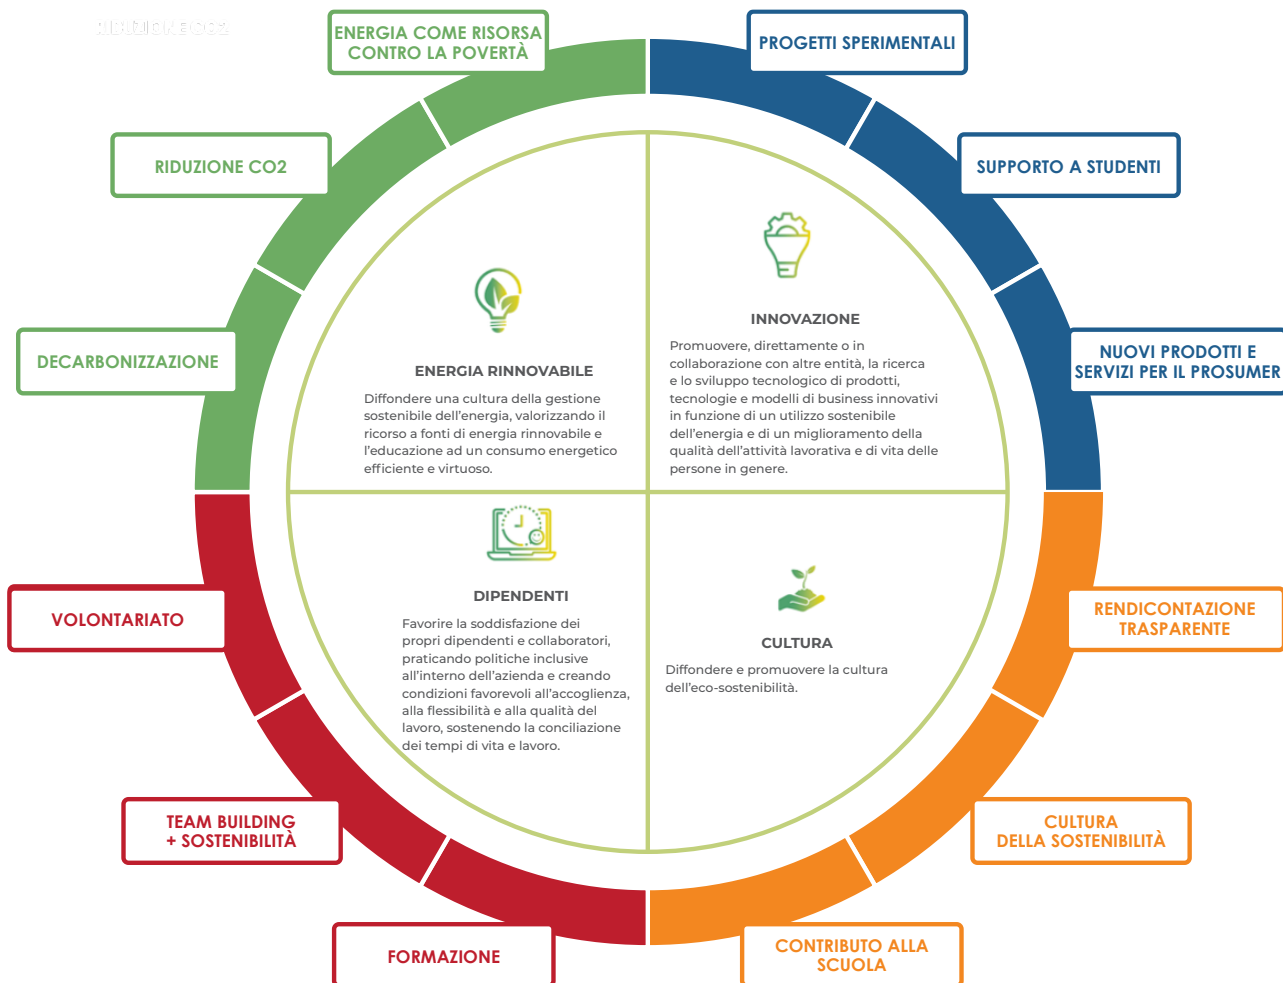 RIDUZIONE CO2
ENERGIA COME RISORSA
CONTRO LA POVERTÀ
PROGETTI SPERIMENTALI
RIDUZIONE CO2
SUPPORTO A STUDENTI
DECARBONIZZAZIONE
NUOVI PRODOTTI E
SERVIZI PER IL PROSUMER
ENERGIA RINNOVABILE
Diffondere una cultura della gestione
sostenibile dell’energia, valorizzando il
ricorso a fonti di energia rinnovabile e
l’educazione ad un consumo energetico
efficiente e virtuoso.
INNOVAZIONE
Promuovere, direttamente o in
collaborazione con altre entità, la ricerca
e lo sviluppo tecnologico di prodotti,
tecnologie e modelli di business innovativi
in funzione di un utilizzo sostenibile
dell’energia e di un miglioramento della
qualità dell’attività lavorativa e di vita delle
persone in genere.
DIPENDENTI
Favorire la soddisfazione dei
propri dipendenti e collaboratori,
praticando politiche inclusive
all’interno dell’azienda e creando
condizioni favorevoli all’accoglienza,
alla flessibilità e alla qualità del
lavoro, sostenendo la conciliazione
dei tempi di vita e lavoro.
CULTURA
Diffondere e promuovere la cultura
dell’eco-sostenibilità.
VOLONTARIATO
RENDICONTAZIONE
TRASPARENTE
TEAM BUILDING
+ SOSTENIBILITÀ
CULTURA
DELLA SOSTENIBILITÀ
FORMAZIONE
CONTRIBUTO ALLA
SCUOLA